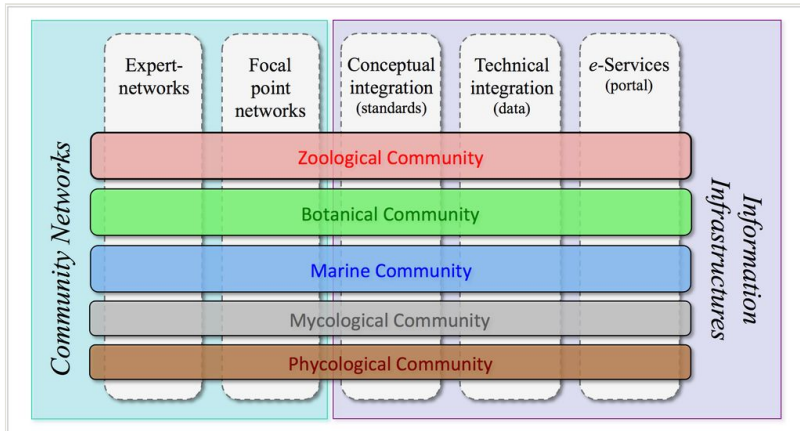 Expert-
networks
Focal
point
networks
Conceptual
integration
(standards)
Technical
integration
(data)
e-Services
(portal)
Zoological Community
Botanical Community
Marine Community
Mycological Community
Phycological Community
Community Networks
Information
Infrastructures